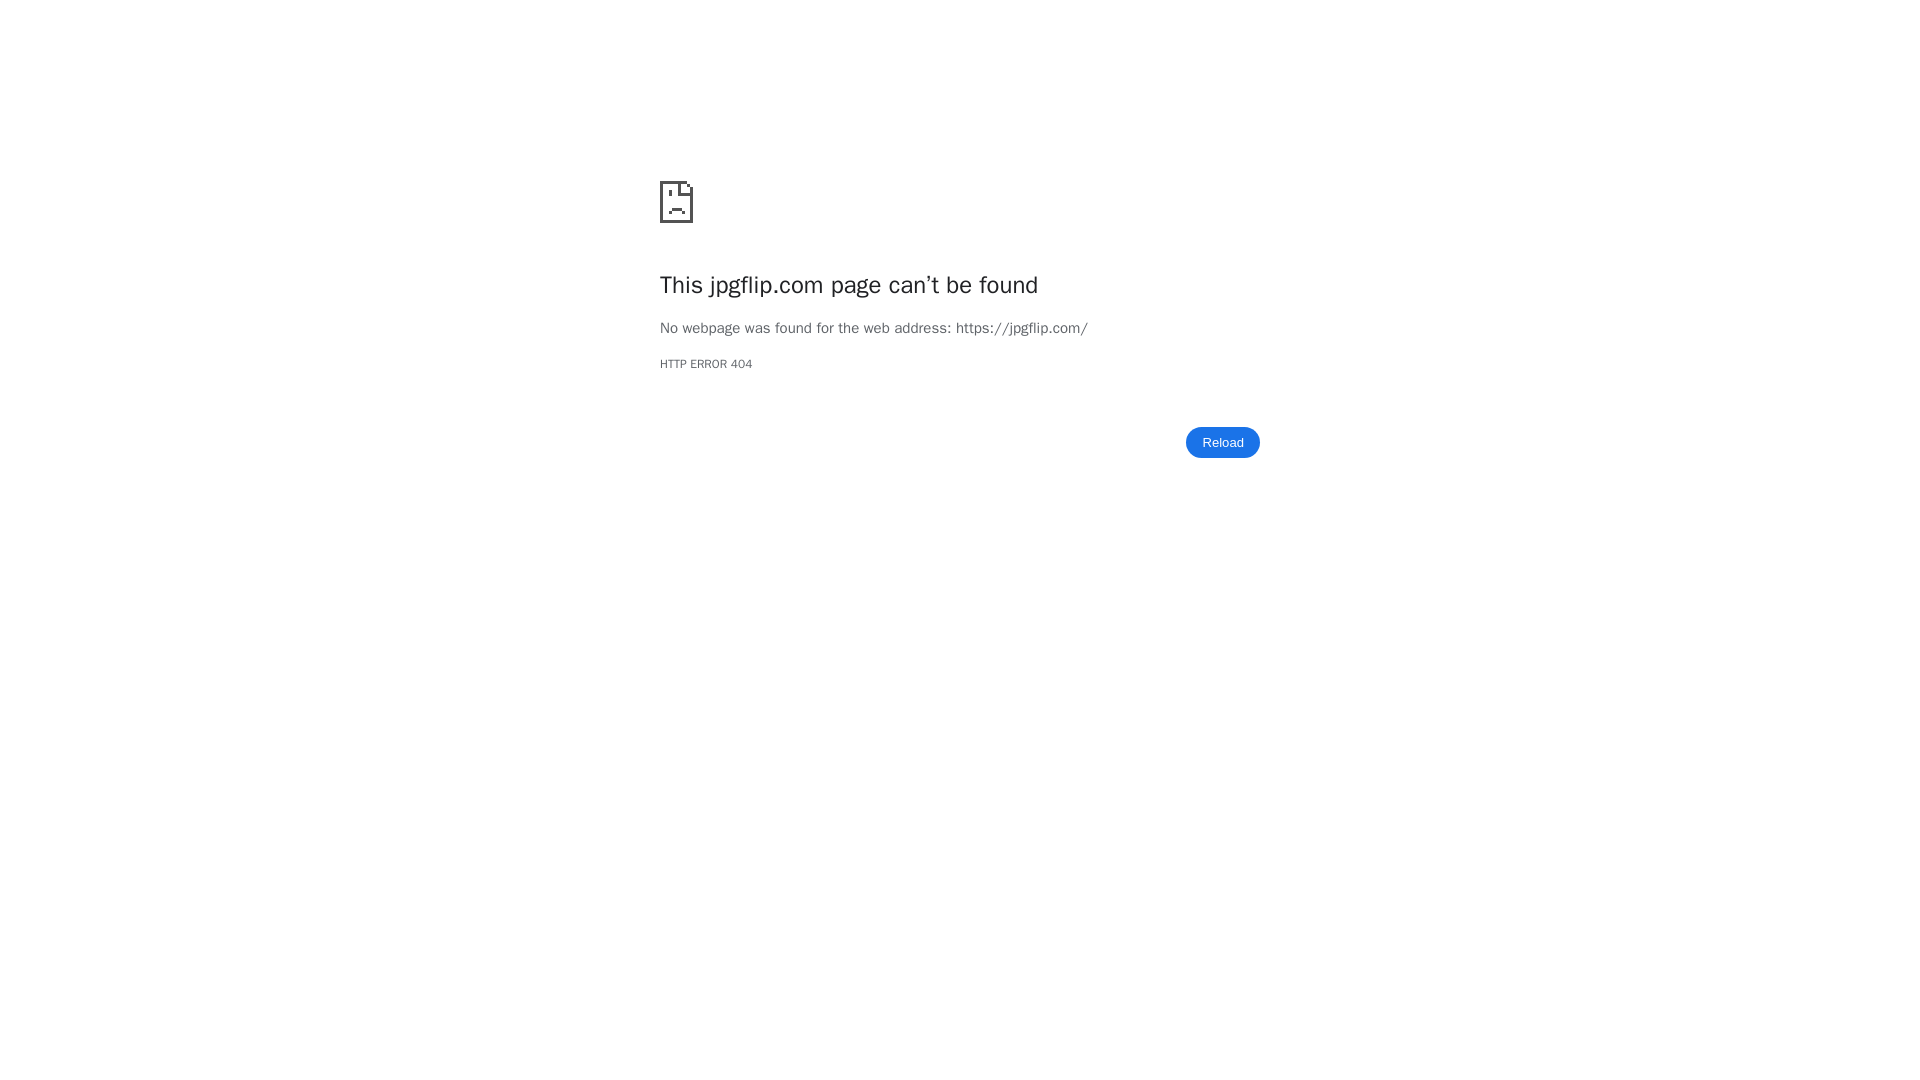 This jpgflip.com page can’t be found
No webpage was found for the web address: https://jpgflip.com/
HTTP ERROR 404
Reload